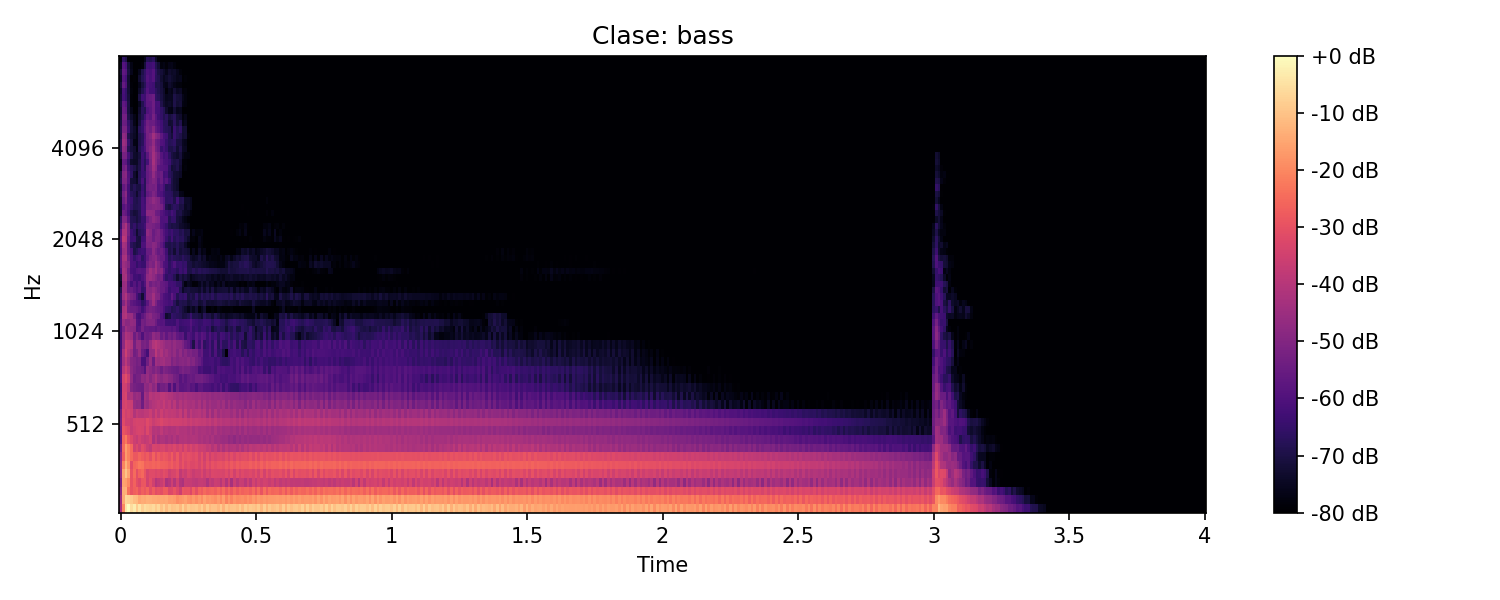 Clase: bass
Hz
4096
2048
1024
512
0
0.5
1
1.5
2
2.5
3
3.5
4
Time
+0 dB
-10 dB
-20 dB
-30 dB
-40 dB
-50 dB
-60 dB
-70 dB
-80 dB